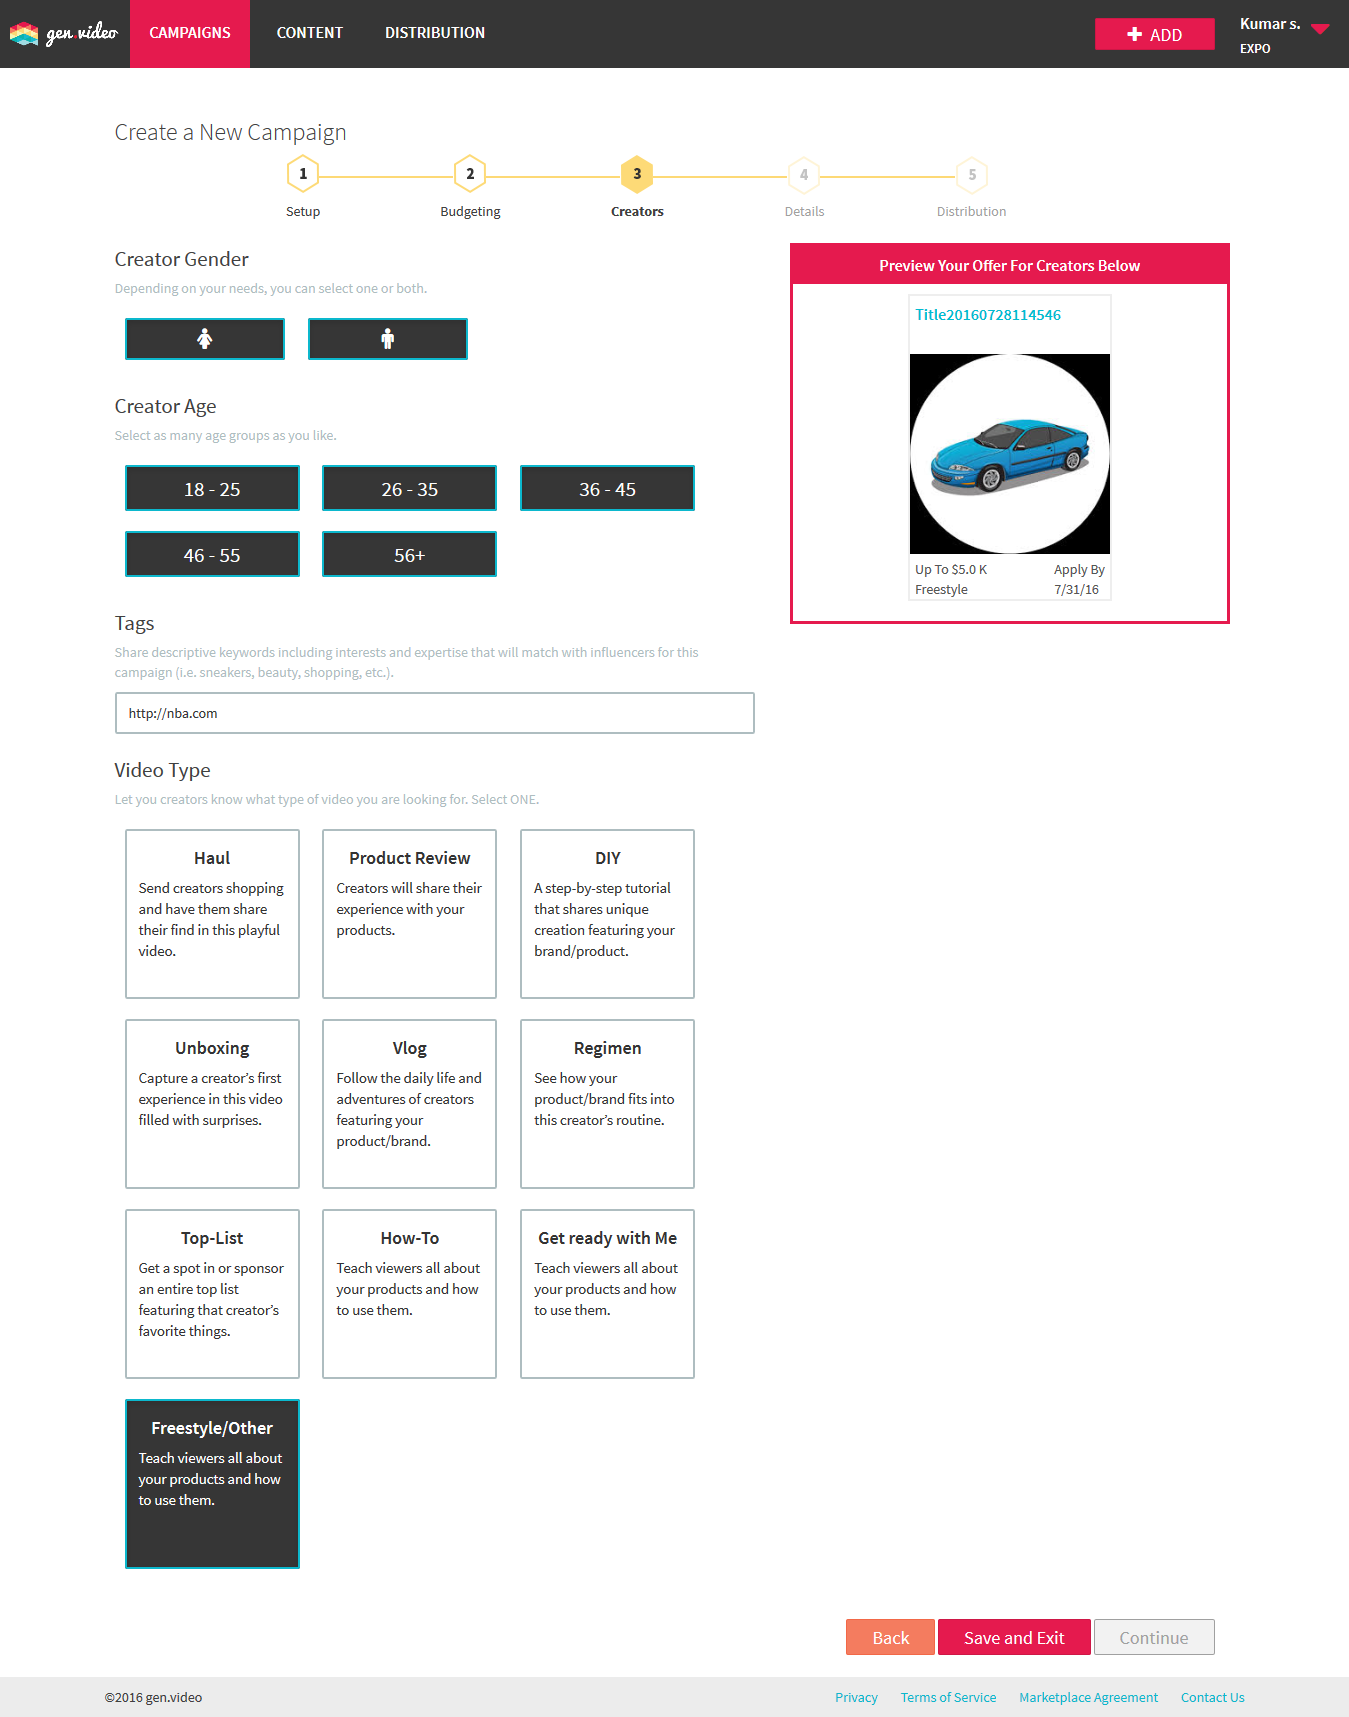 gen.video
CAMPAIGNS
CONTENT
DISTRIBUTION
ADD
Kumar s.
EXPO
Create a New Campaign
1
2
3
4
5
Setup
Budgeting
Creators
Details
Distribution
Creator Gender
Depending on your needs, you can select one or both.
Creator Age
Select as many age groups as you like.
18 - 25
26 - 35
36 - 45
46 - 55
56+
Tags
Share descriptive keywords including interests and expertise that will match with influencers for this
campaign (i.e. sneakers, beauty, shopping, etc.).
http://nba.com
Video Type
Let you creators know what type of video you are looking for. Select ONE.
Haul
Send creators shopping
and have them share
their find in this playful
video.
Product Review
Creators will share their
experience with your
products.
DIY
A step-by-step tutorial
that shares unique
creation featuring your
brand/product.
Unboxing
Capture a creator's first
experience in this video
filled with surprises.
Vlog
Follow the daily life and
adventures of creators
featuring your
product/brand.
Regimen
See how your
product/brand fits into
this creator's routine.
Top-List
Get a spot in or sponsor
an entire top list
featuring that creator's
favorite things.
How-To
Teach viewers all about
your products and how
to use them.
Get ready with Me
Teach viewers all about
your products and how
to use them.
Freestyle/Other
Teach viewers all about
your products and how
to use them.
Preview Your Offer For Creators Below
Title20160728114546
Up To $5.0 K
Apply By
Freestyle
7/31/16
Back
Save and Exit
Continue
©2016 gen.video
Privacy
Terms of Service
Marketplace Agreement
Contact Us